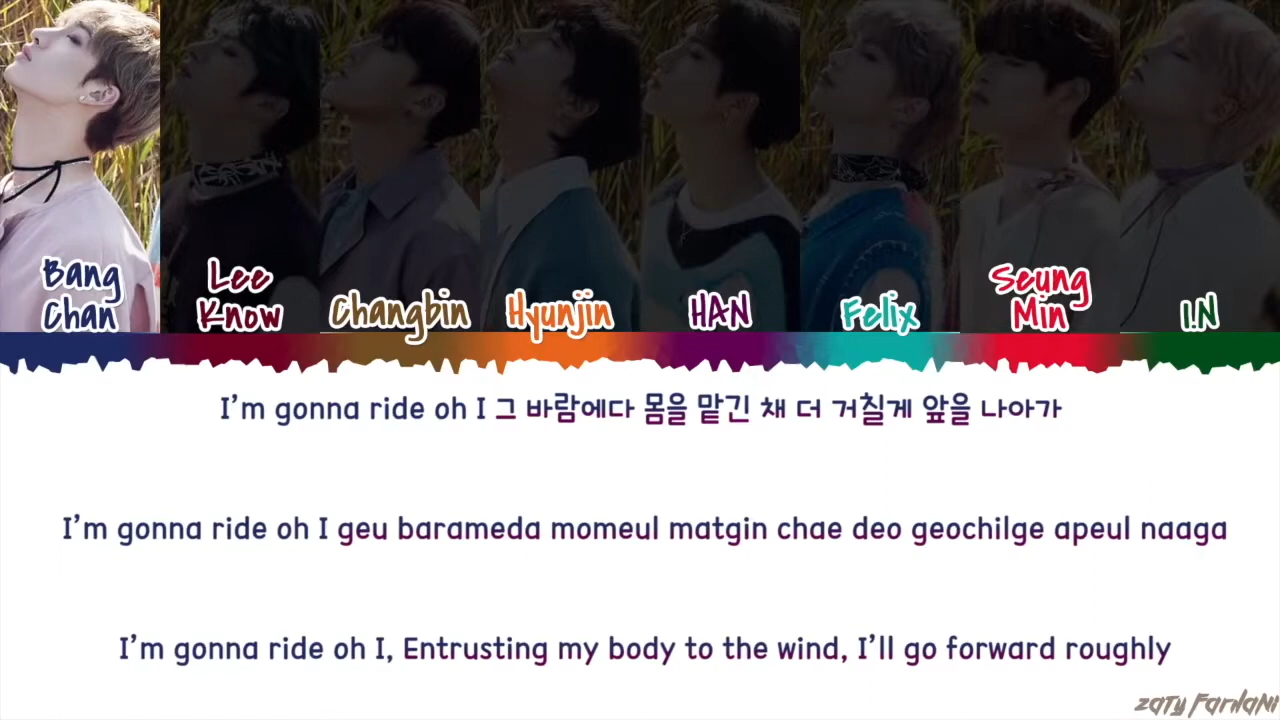 Bang Chan
Lee Know
Changbin
Hyunjin
HAN
Felix
Seung Min
I.N
I'm gonna ride oh I 그 바람에다 몸을 맡긴 채 더 거칠게 앞을 나아가
I'm gonna ride oh I geu barameda momeul matgin chae deo geochilge apeul naaga
I'm gonna ride oh I, Entrusting my body to the wind, I'll go forward roughly
ZaTy FarhaNi